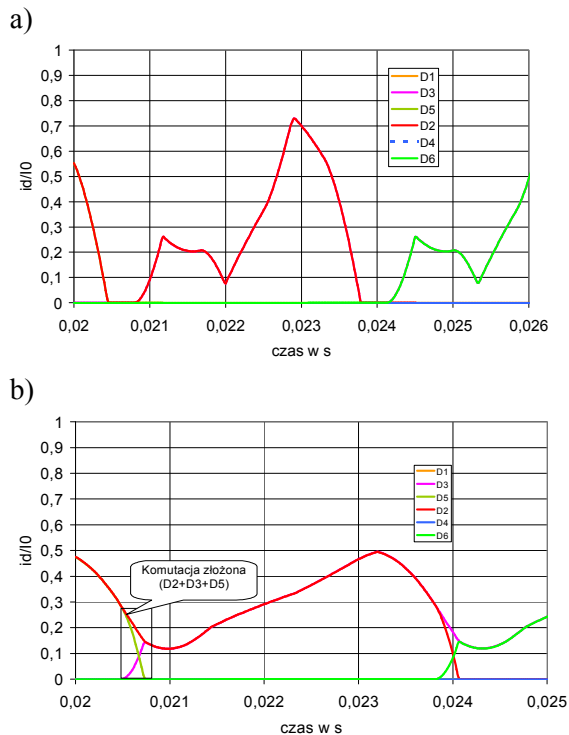 a)
1
0,9
0,8
0,7
0,6
0,5
0,4
0,3
0,2
0,1
0
id/I0
D1
D3
D5
D2
D4
D6
0,02 0,021 0,022 0,023 0,024 0,025 0,026
czas w s
b)
1
0,9
0,8
0,7
0,6
0,5
0,4
0,3
0,2
0,1
0
id/I0
D1
D3
D5
D2
D4
D6
Komutacja złożona
(D2+D3+D5)
0,02 0,021 0,022 0,023 0,024 0,025
czas w s